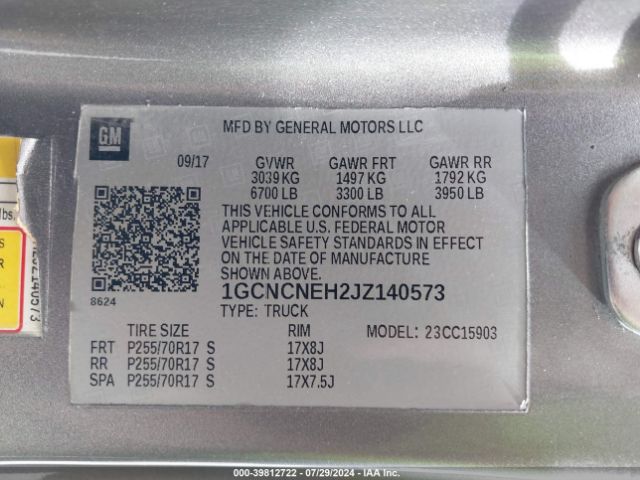 GM
MFD BY GENERAL MOTORS LLC
09/17 GVWR GAWR FRT GAWR RR
3039 KG 1497 KG 1792 KG
6700 LB 3300 LB 3950 LB
THIS VEHICLE CONFORMS TO ALL
APPLICABLE U.S. FEDERAL MOTOR
VEHICLE SAFETY STANDARDS IN EFFECT
ON THE DATE OF MANUFACTURE
SHOWN ABOVE.
8624
1GCNCNEH2JZ140573
TYPE: TRUCK
TIRE SIZE RIM MODEL: 23CC15903
FRT P255/70R17 S 17X8J
RR P255/70R17 S 17X8J
SPA P255/70R17 S 17X7.5J
lbs.
000-39812722 - 07/29/2024 - IAA Inc.